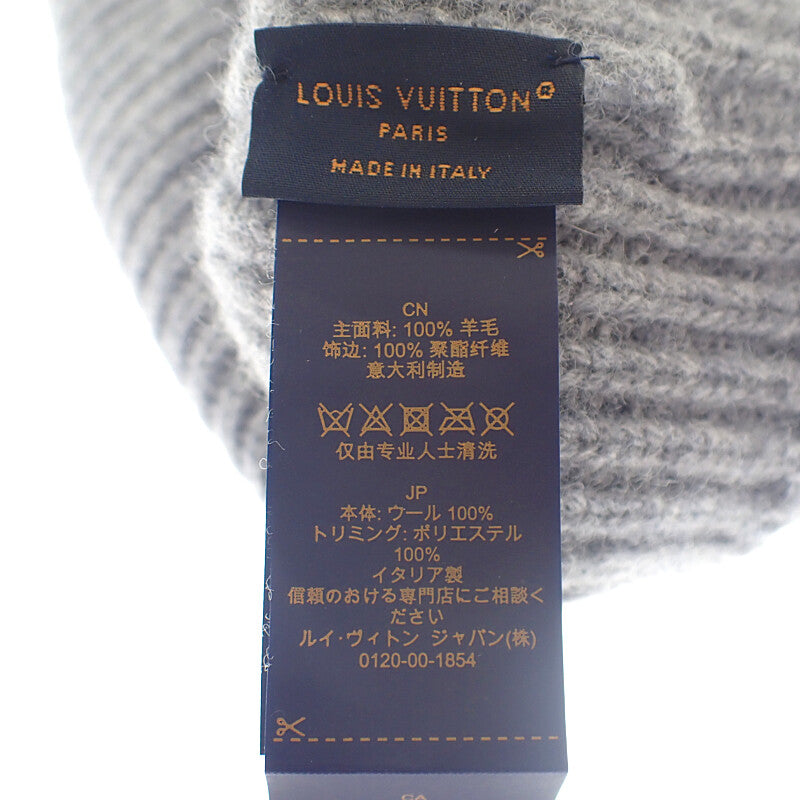 LOUIS VUITTON®
PARIS
MADE IN ITALY
CN
主面料: 100% 羊毛
饰边: 100% 聚酯纤维
意大利制造
仅由专业人士清洗
JP
本体: ウール 100%
トリミング: ポリエステル
100%
イタリア製
信頼のおける専門店にご相談く
ださい
ルイ·ヴィトン ジャパン(株)
0120-00-1854
CA